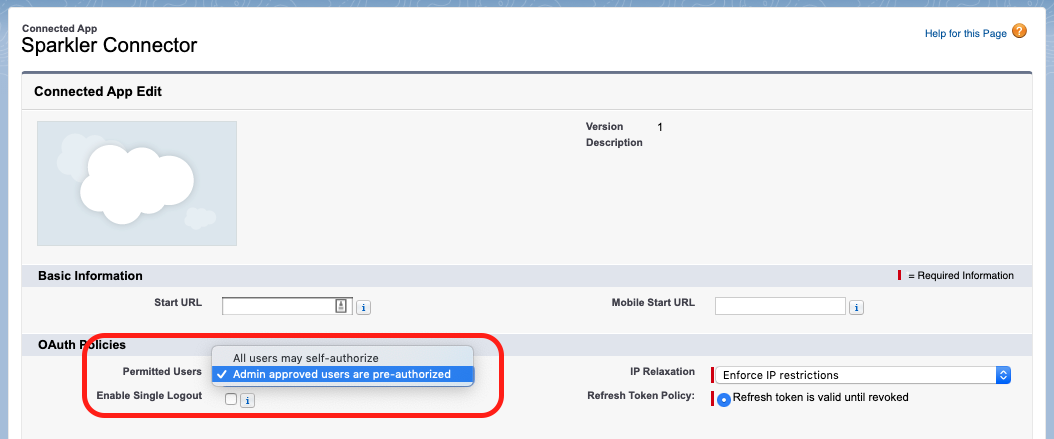 Connected App
Sparkler Connector
Help for this Page ?
Connected App Edit
Version 1
Description
Basic Information
= Required Information
Start URL i
Mobile Start URL i
OAuth Policies
All users may self-authorize
Permitted Users ✓ Admin approved users are pre-authorized
IP Relaxation Enforce IP restrictions
Enable Single Logout i
Refresh Token Policy: Refresh token is valid until revoked